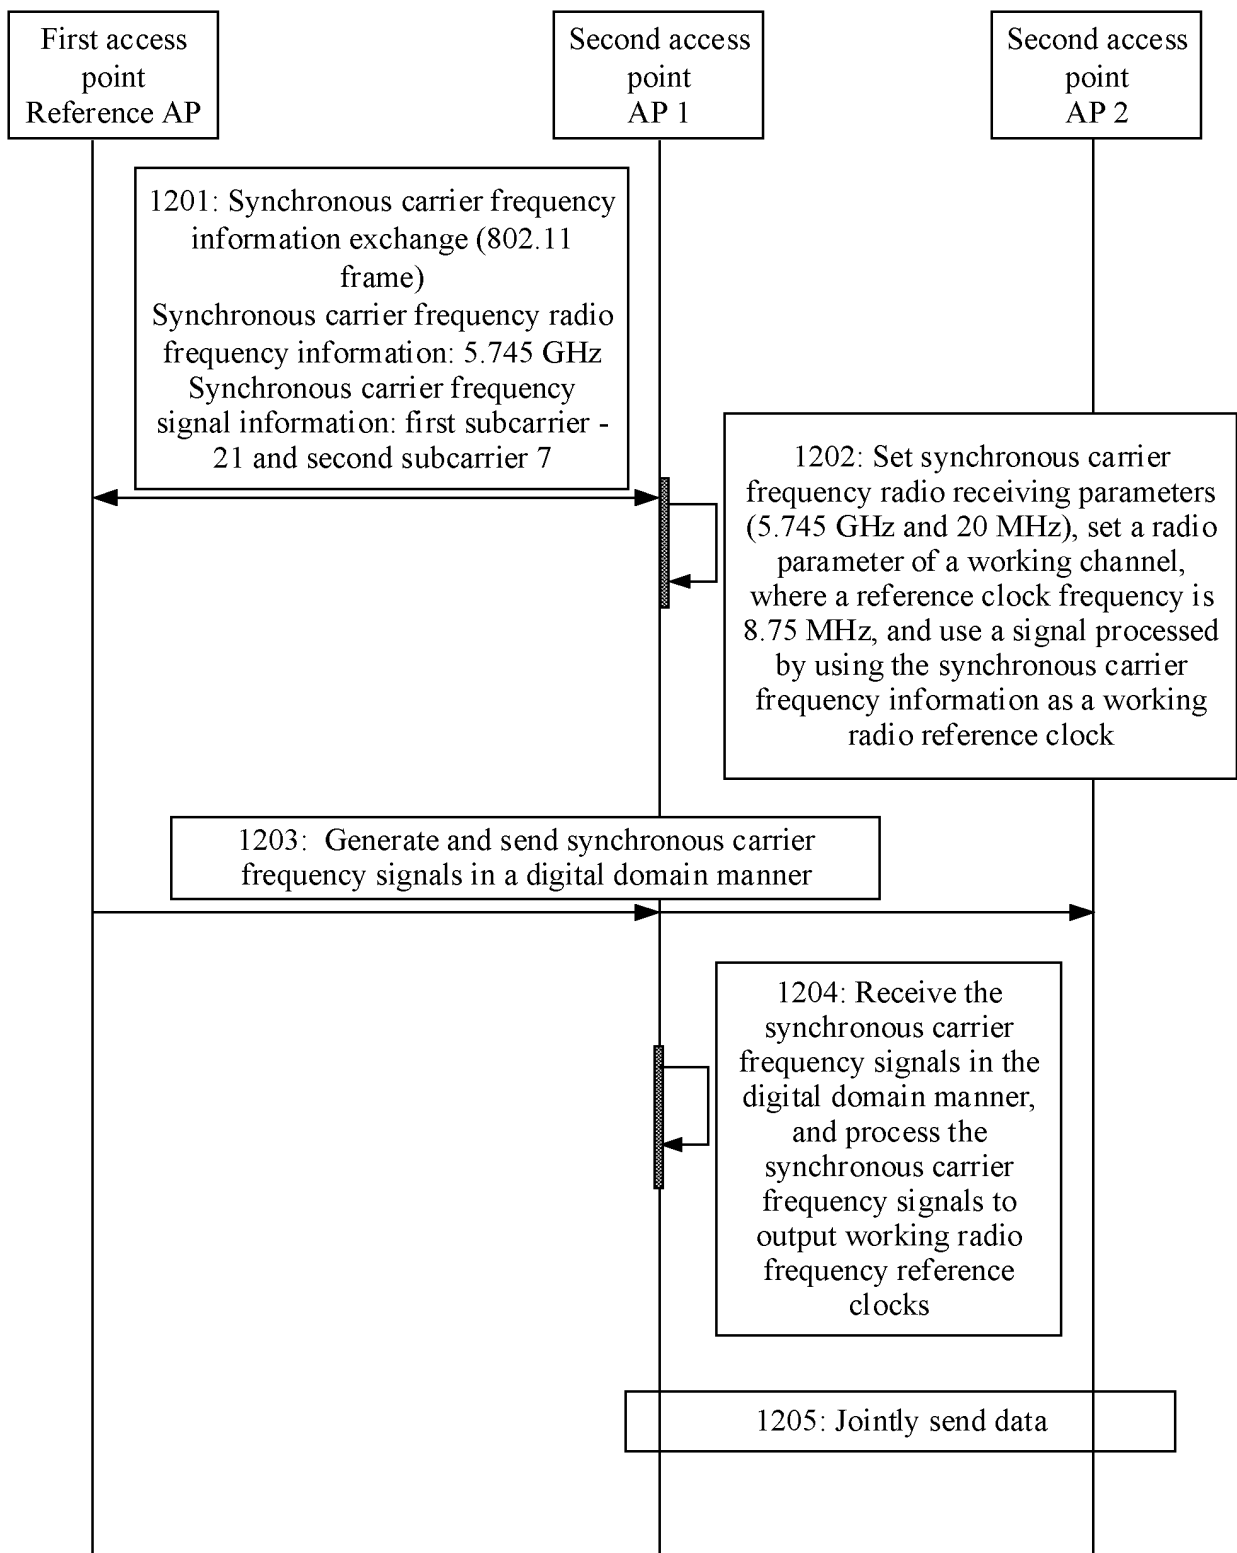 First access
point
Reference AP
Second access
point
AP 1
Second access
point
AP 2
1201: Synchronous carrier frequency
information exchange (802.11
frame)
Synchronous carrier frequency radio
frequency information: 5.745 GHz
Synchronous carrier frequency
signal information: first subcarrier -
21 and second subcarrier 7
1202: Set synchronous carrier
frequency radio receiving parameters
(5.745 GHz and 20 MHz), set a radio
parameter of a working channel,
where a reference clock frequency is
8.75 MHz, and use a signal processed
by using the synchronous carrier
frequency information as a working
radio reference clock
1203: Generate and send synchronous carrier
frequency signals in a digital domain manner
1204: Receive the
synchronous carrier
frequency signals in the
digital domain manner,
and process the
synchronous carrier
frequency signals to
output working radio
frequency reference
clocks
1205: Jointly send data